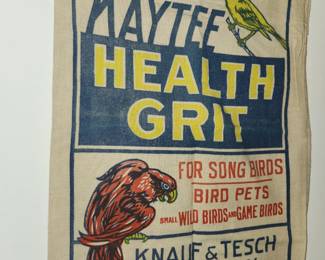 KAYTEE
HEALTH
GRIT
FOR SONG BIRDS
BIRD PETS
SMALL WILD BIRDS AND GAME BIRDS
KNAUF & TESCH